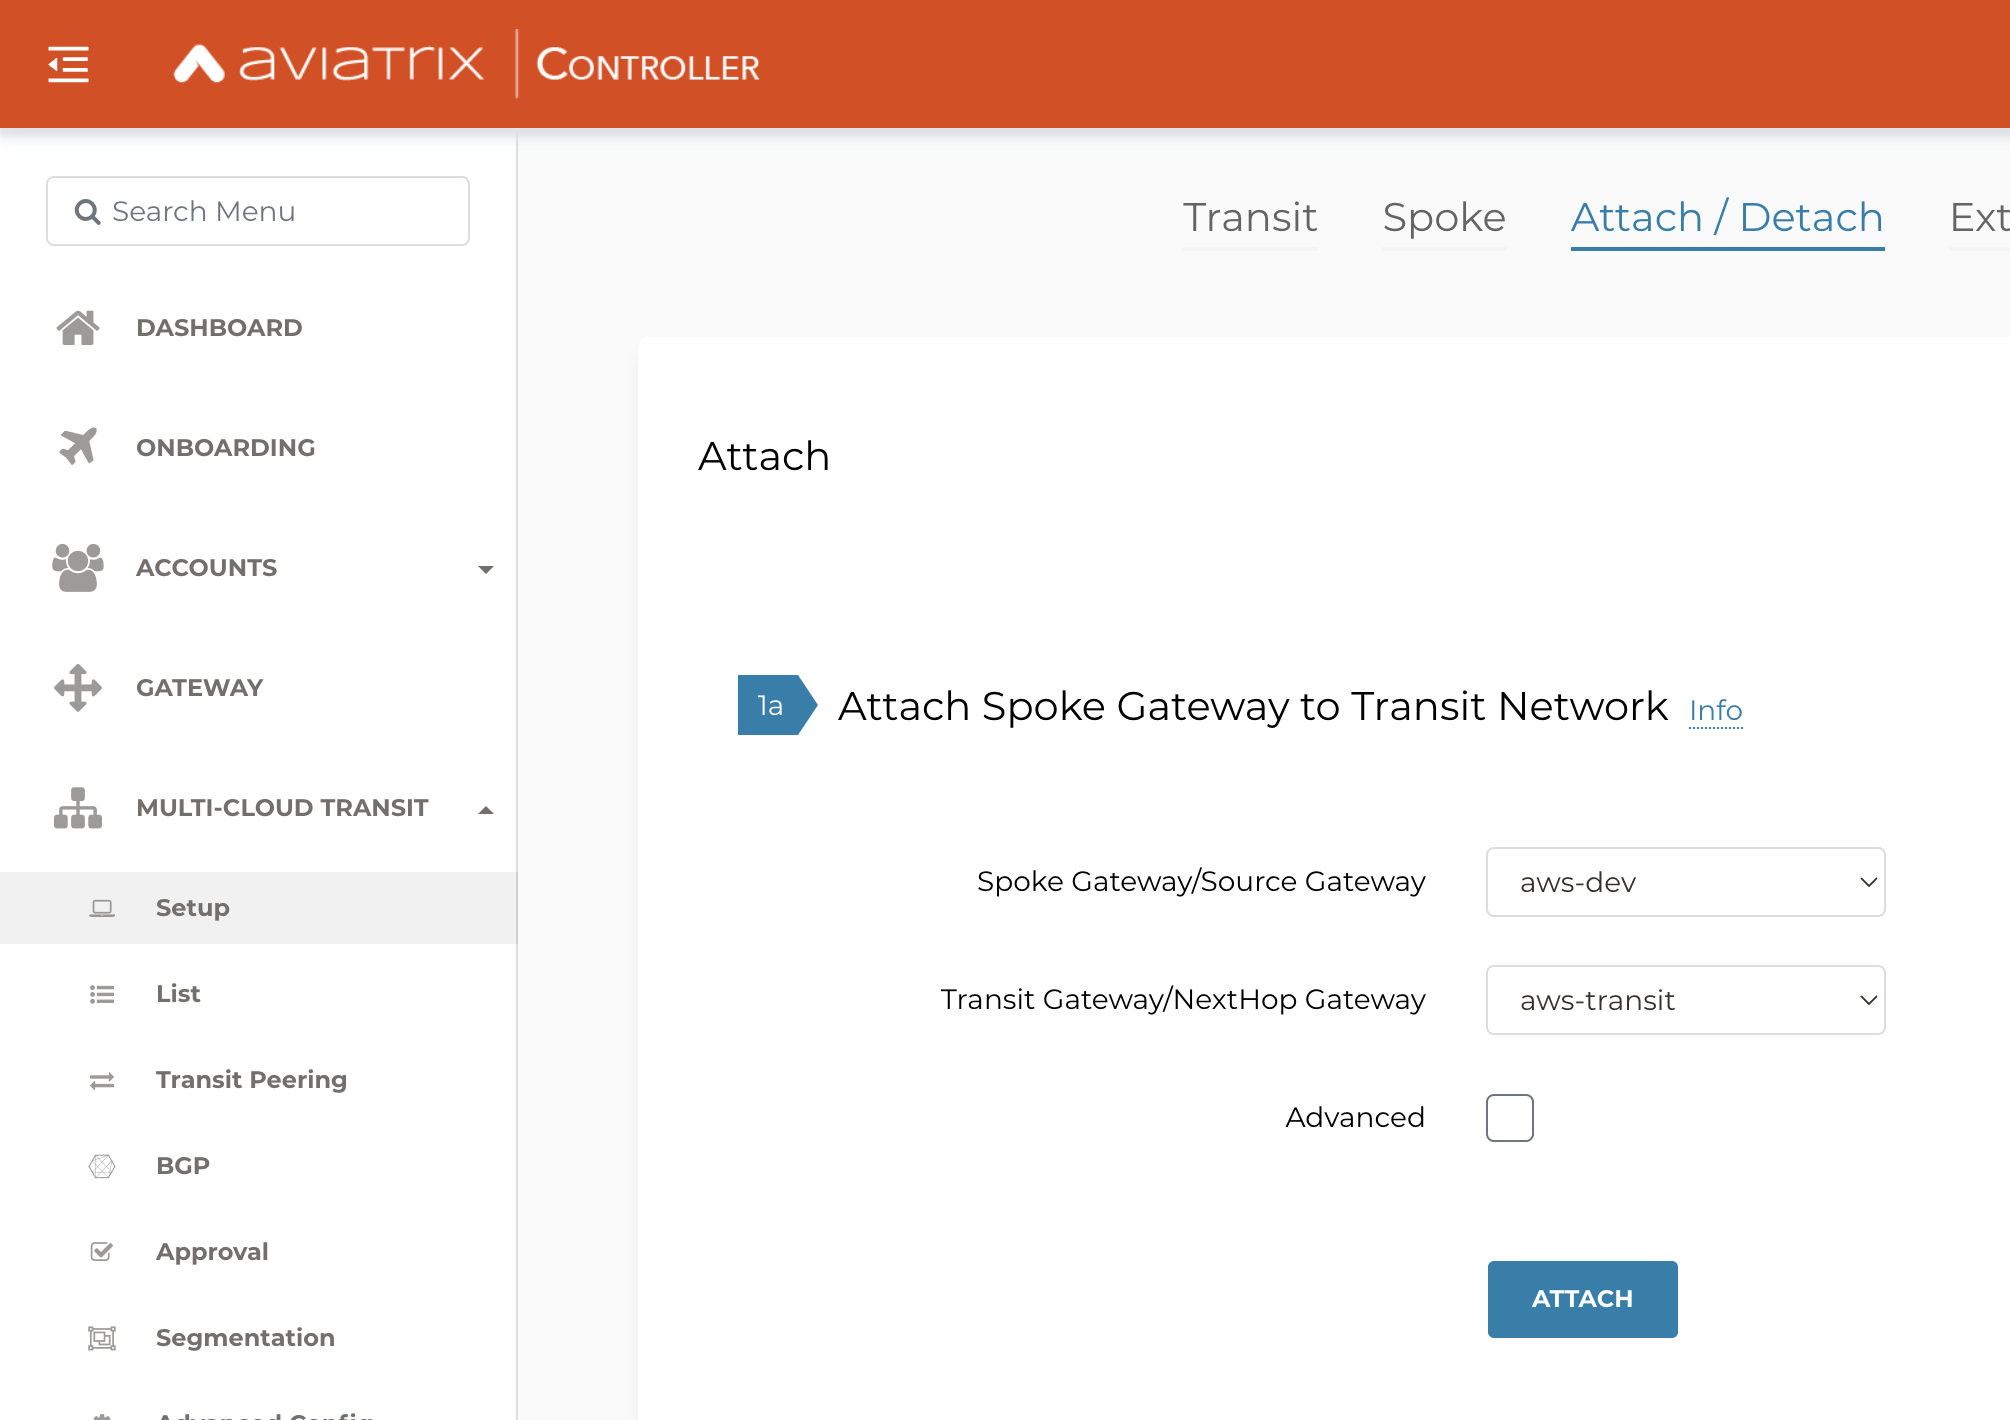 aviatrix Controller
Search Menu
Transit Spoke Attach / Detach Ext
DASHBOARD
ONBOARDING
Attach
ACCOUNTS
GATEWAY
1a Attach Spoke Gateway to Transit Network Info
MULTI-CLOUD TRANSIT
Spoke Gateway/Source Gateway aws-dev
Setup
List
Transit Gateway/NextHop Gateway aws-transit
Transit Peering
Advanced
BGP
Approval
ATTACH
Segmentation
Advanced Config